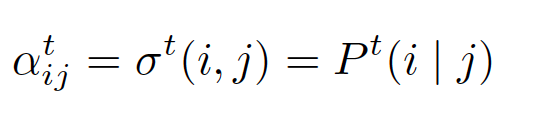 α^t_{ij} = σ^t(i, j) = P^t(i | j)